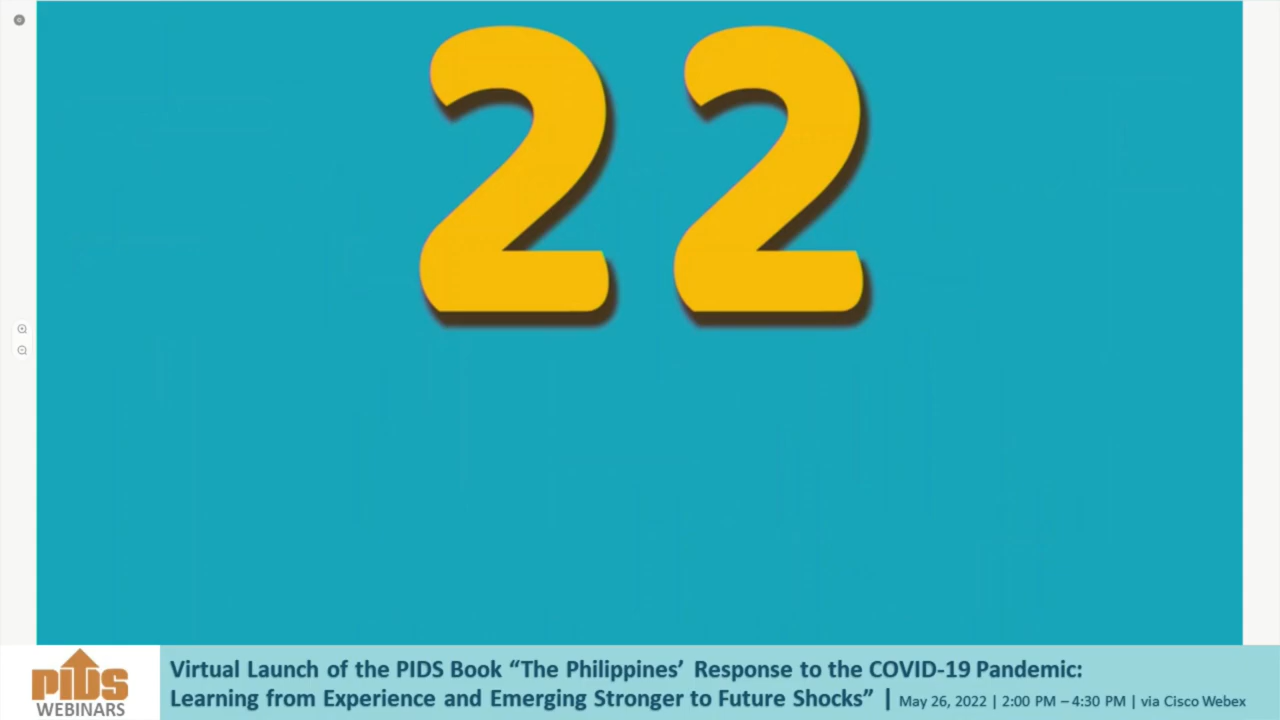 22
Virtual Launch of the PIDS Book “The Philippines’ Response to the COVID-19 Pandemic:
Learning from Experience and Emerging Stronger to Future Shocks” | May 26, 2022 | 2:00 PM – 4:30 PM | via Cisco Webex
PIDS
WEBINARS